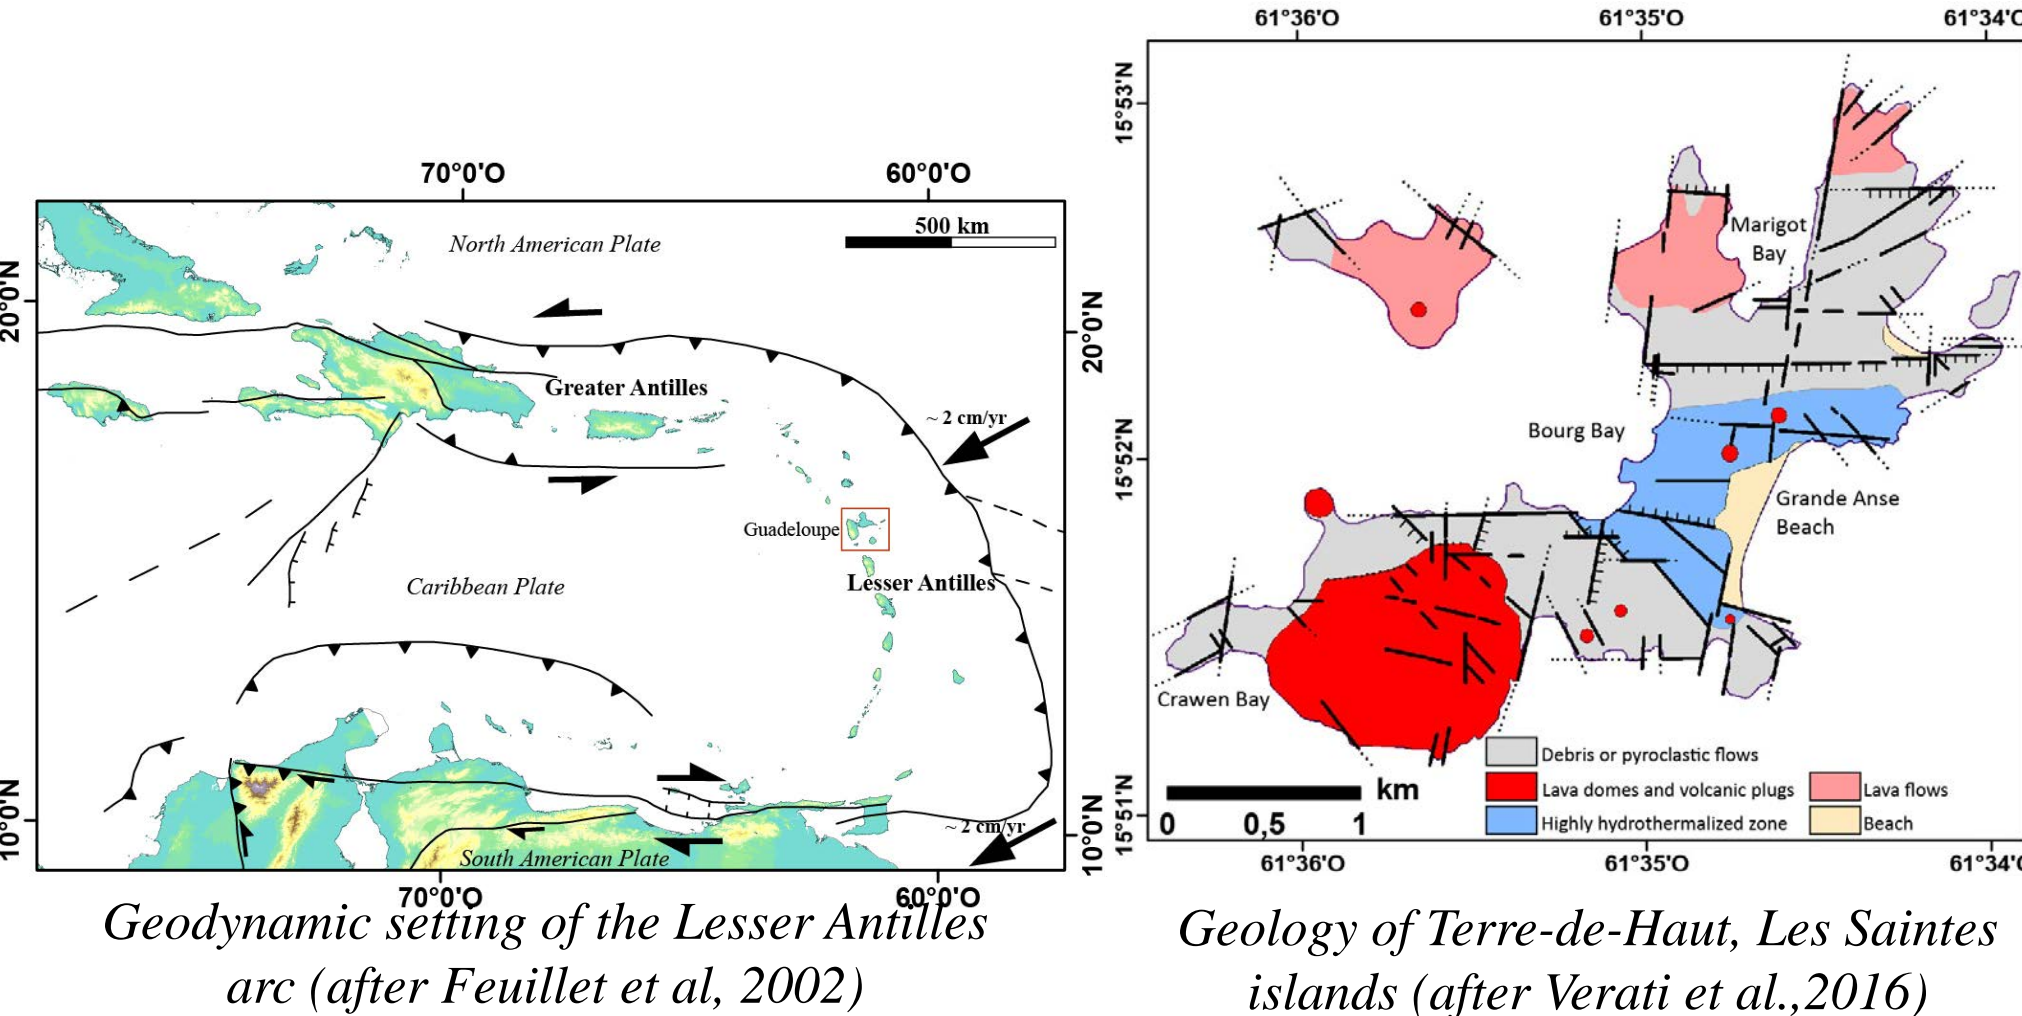 70°0'O
60°0'O
500 km
North American Plate
20°0'N
20°0'N
Greater Antilles
~ 2 cm/yr
Guadeloupe
Caribbean Plate
Lesser Antilles
~ 2 cm/yr
10°0'N
10°0'N
South American Plate
70°0'O
60°0'O
Geodynamic setting of the Lesser Antilles
arc (after Feuillet et al, 2002)
61°36'O
61°35'O
61°34'O
15°53'N
Marigot
Bay
Bourg Bay
15°52'N
Grande Anse
Beach
Crawen Bay
Debris or pyroclastic flows
Lava domes and volcanic plugs
Lava flows
Highly hydrothermalized zone
Beach
km
0
0,5
1
15°51'N
61°36'O
61°35'O
61°34'O
Geology of Terre-de-Haut, Les Saintes
islands (after Verati et al.,2016)